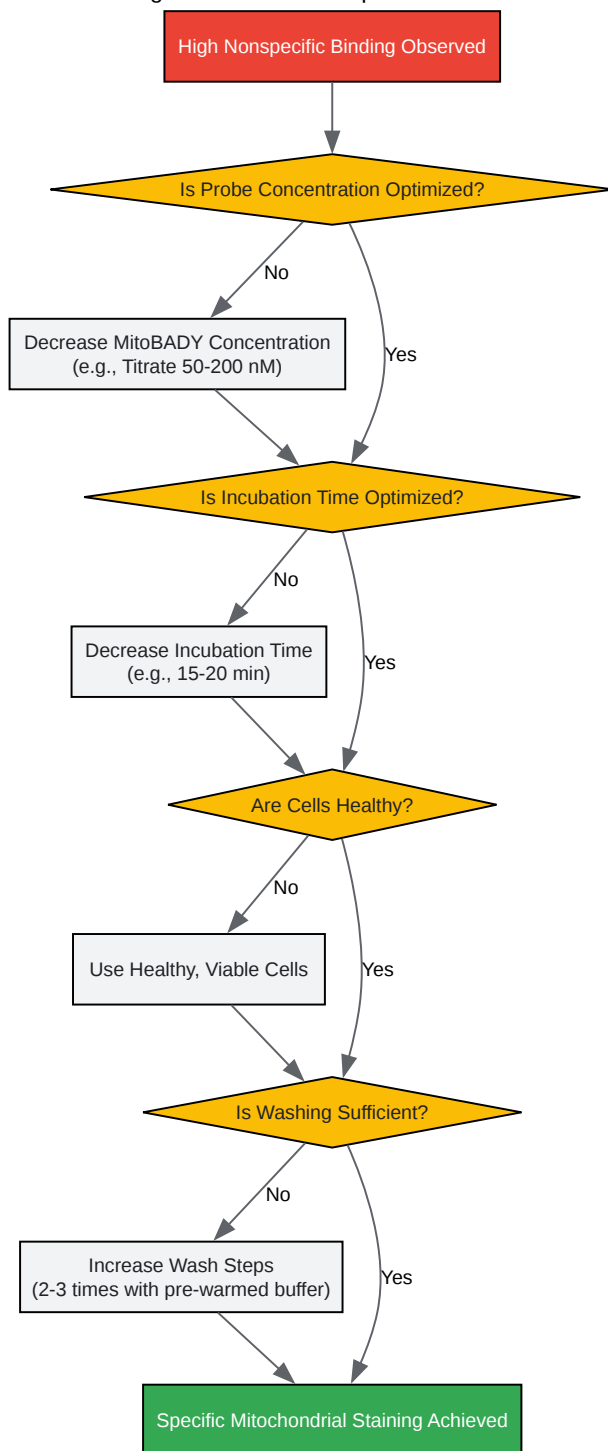 High Nonspecific Binding Observed
Is Probe Concentration Optimized?
No
Decrease MitoBADY Concentration
(e.g., Titrate 50-200 nM)
Yes
Is Incubation Time Optimized?
No
Decrease Incubation Time
(e.g., 15-20 min)
Yes
Are Cells Healthy?
No
Use Healthy, Viable Cells
Yes
Is Washing Sufficient?
No
Increase Wash Steps
(2-3 times with pre-warmed buffer)
Yes
Specific Mitochondrial Staining Achieved